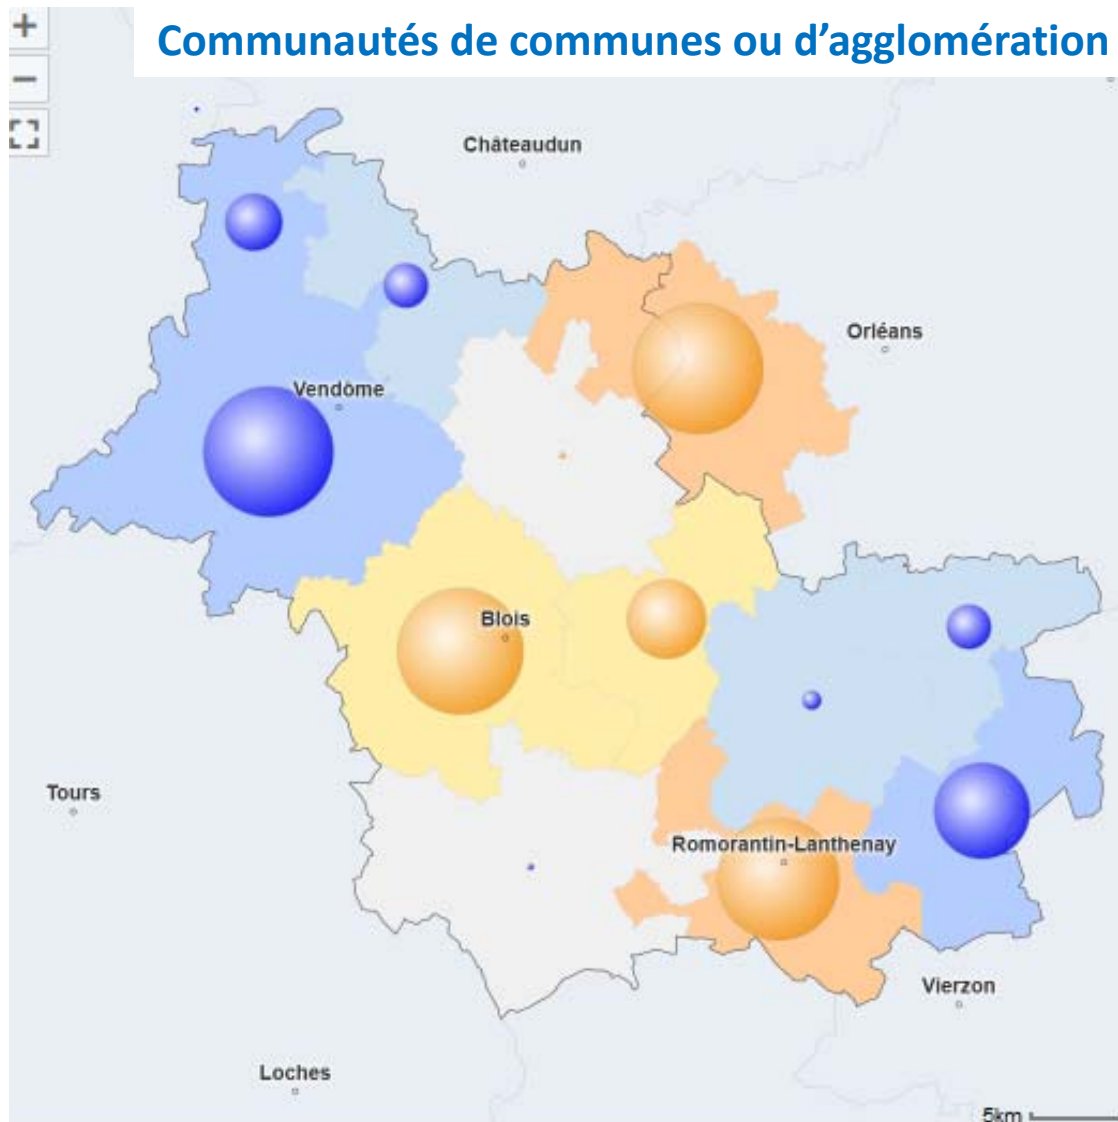 +
Communautés de communes ou d’agglomération
−
Châteaudun
Orléans
Vendôme
Blois
Tours
Romorantin-Lanthenay
Vierzon
Loches
5km